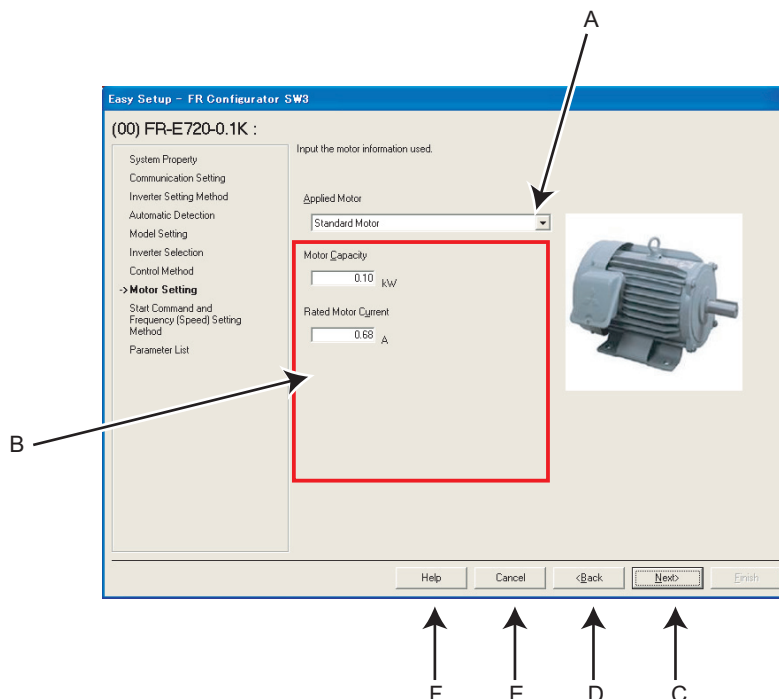 A
Easy Setup - FR Configurator SW3
(00) FR-E720-0.1K :
System Property
Communication Setting
Inverter Setting Method
Automatic Detection
Model Setting
Inverter Selection
Control Method
->Motor Setting
Start Command and
Frequency (Speed) Setting
Method
Parameter List
Input the motor information used.
Applied Motor
Standard Motor
Motor Capacity
0.10 kW
Rated Motor Current
0.68 A
B
Help Cancel <Back Next> Finish
F E D C